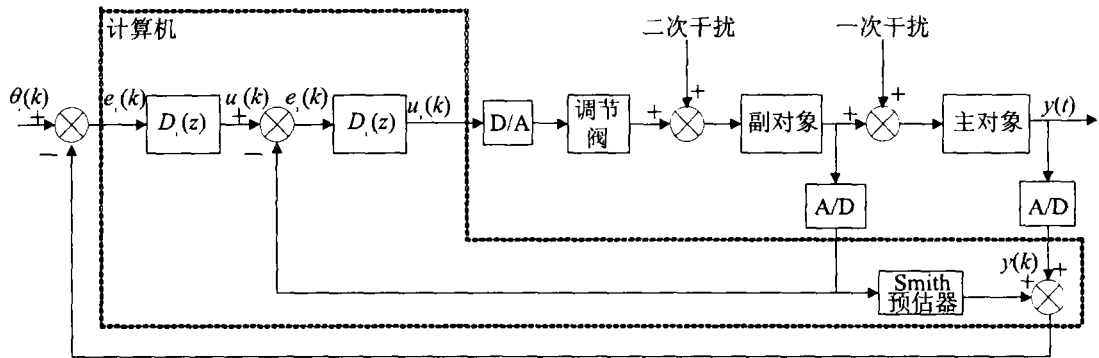 计算机
二次干扰
一次干扰
θ(k)
e,(k)
D,(z)
u,(k)
e,(k)
D,(z)
u,(k)
D/A
调节
阀
副对象
主对象
y(t)
A/D
A/D
y(k)
Smith
预估器
+
−
+
−
+
+
+
+
+
+